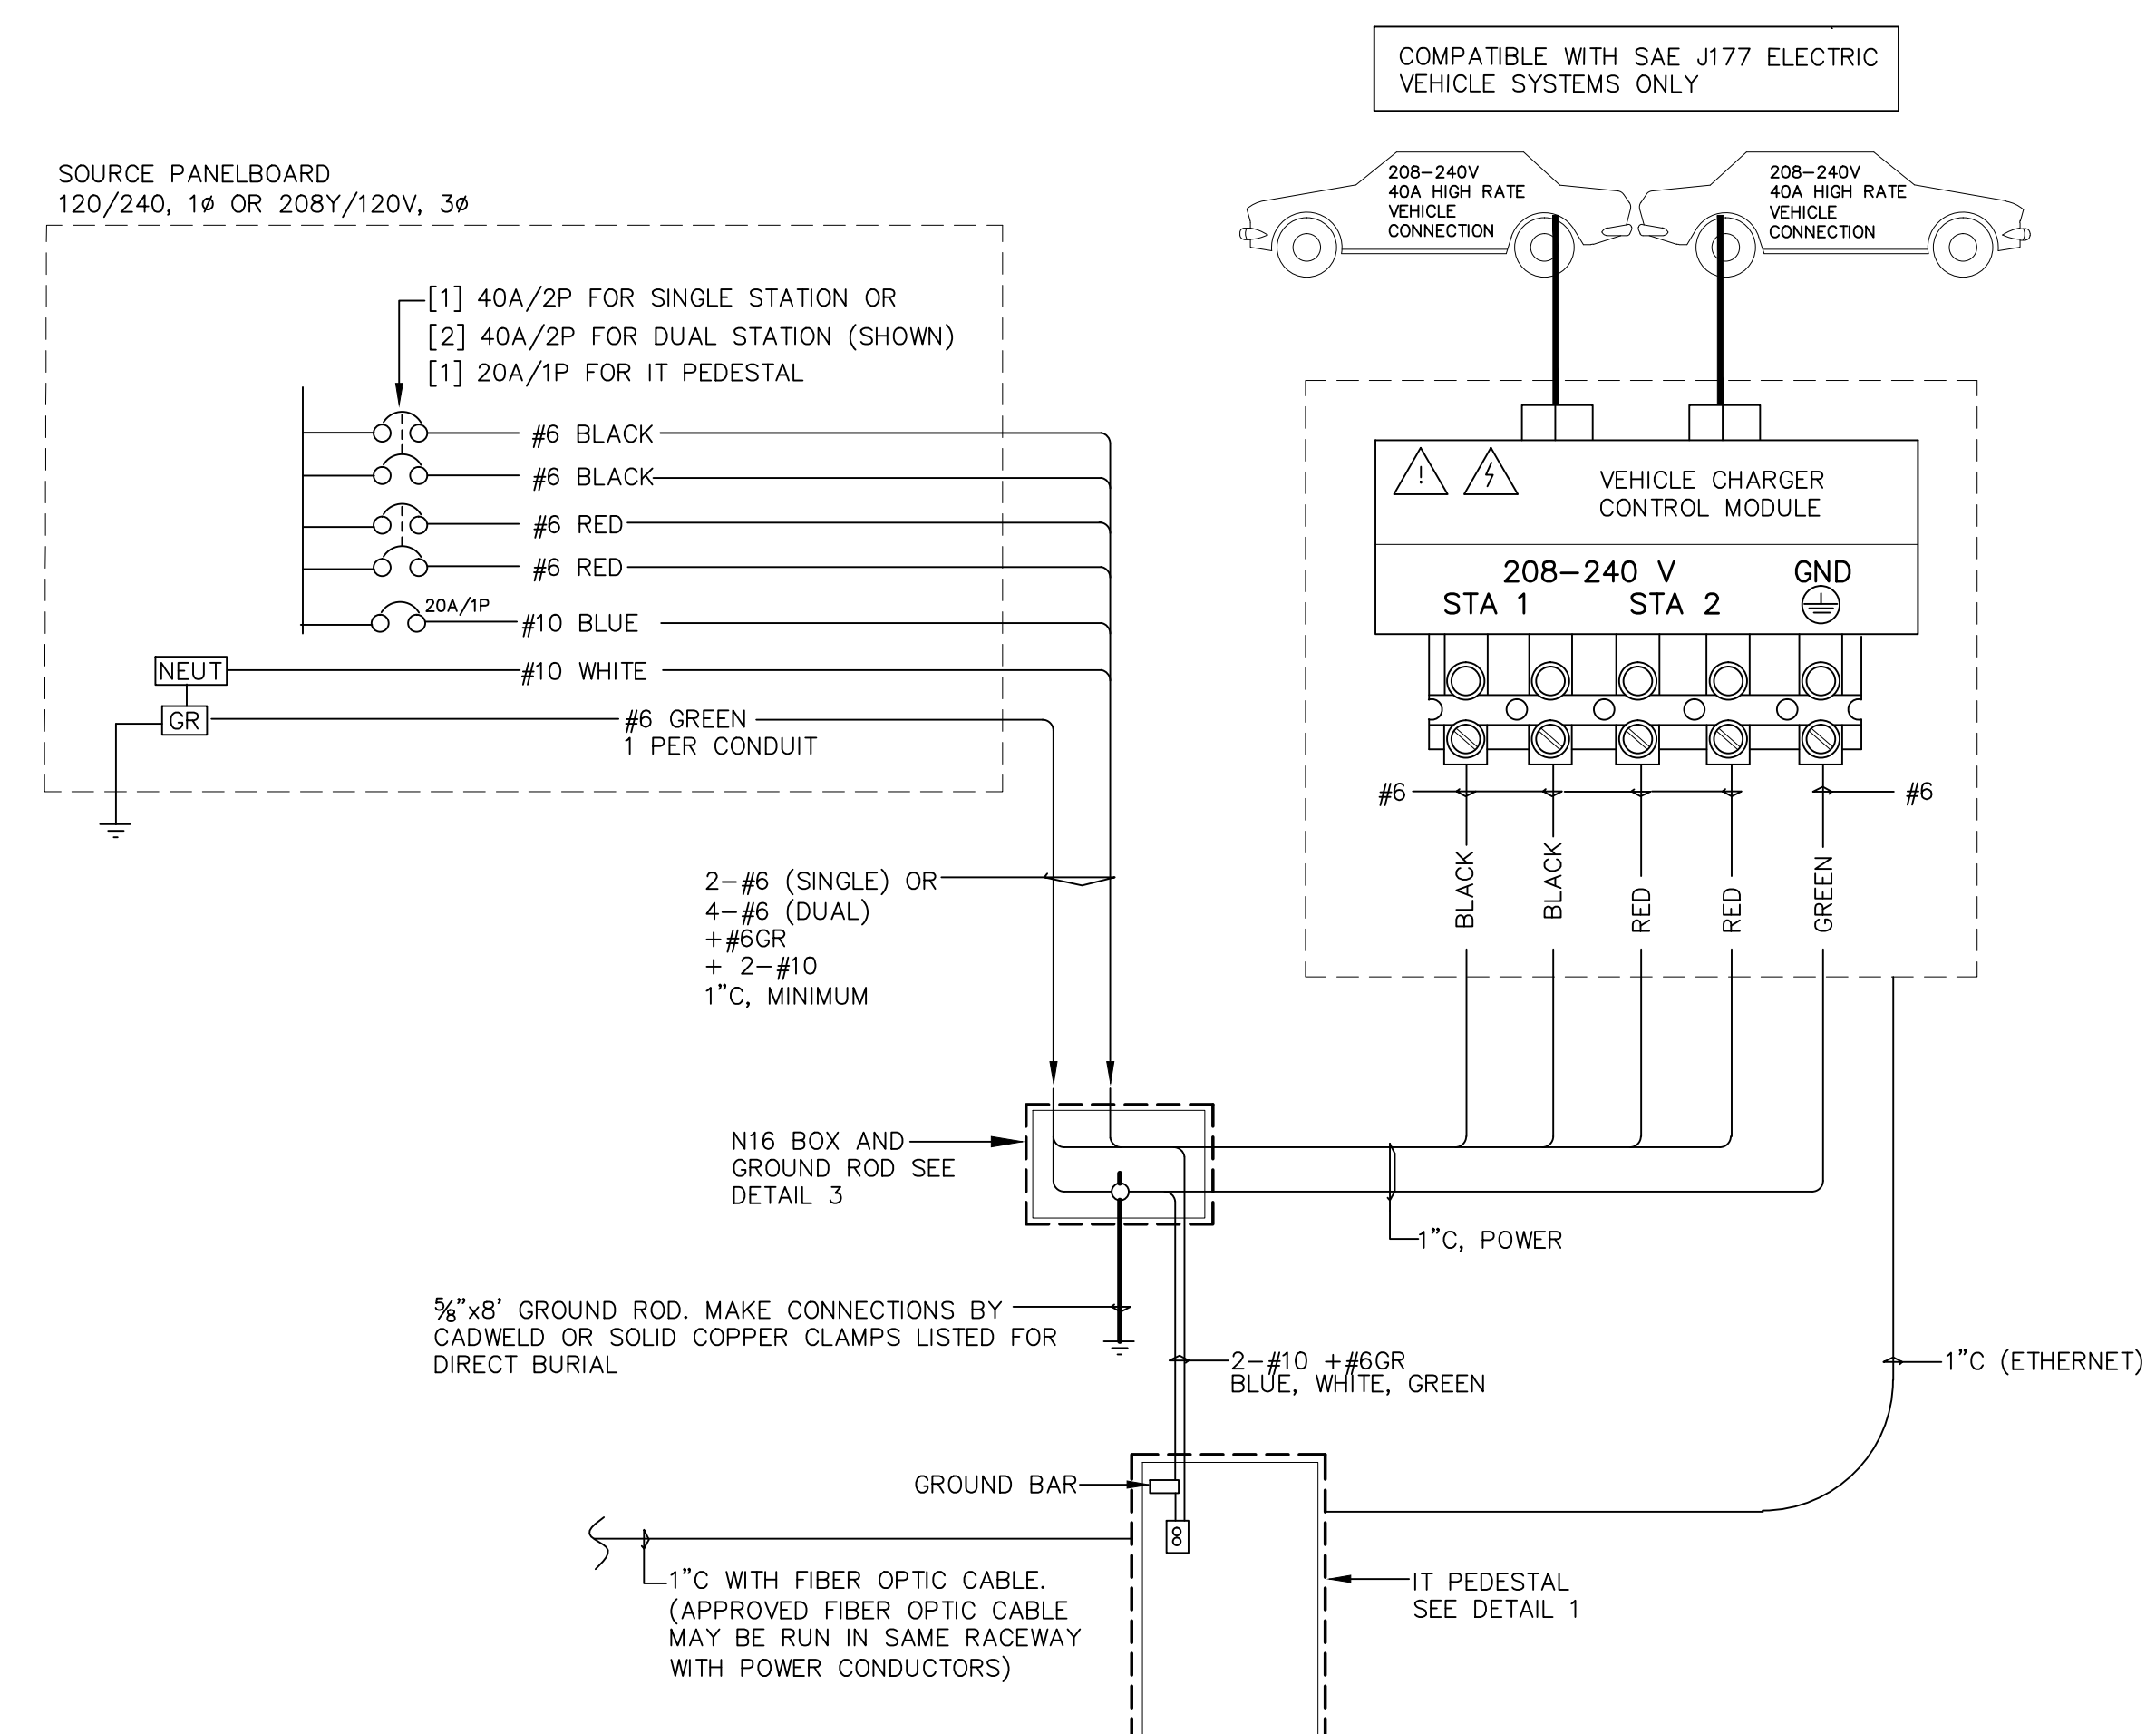 COMPATIBLE WITH SAE J177 ELECTRIC
VEHICLE SYSTEMS ONLY
208-240V
40A HIGH RATE
VEHICLE
CONNECTION
208-240V
40A HIGH RATE
VEHICLE
CONNECTION
SOURCE PANELBOARD
120/240, 1ø OR 208Y/120V, 3ø
[1] 40A/2P FOR SINGLE STATION OR
[2] 40A/2P FOR DUAL STATION (SHOWN)
[1] 20A/1P FOR IT PEDESTAL
#6 BLACK
#6 BLACK
#6 RED
#6 RED
20A/1P
#10 BLUE
NEUT
#10 WHITE
GR
#6 GREEN
1 PER CONDUIT
!
VEHICLE CHARGER
CONTROL MODULE
208-240 V
GND
STA 1
STA 2
#6
#6
BLACK
BLACK
RED
RED
GREEN
2-#6 (SINGLE) OR
4-#6 (DUAL)
+#6GR
+ 2-#10
1"C, MINIMUM
N16 BOX AND
GROUND ROD SEE
DETAIL 3
1"C, POWER
⅝"x8' GROUND ROD. MAKE CONNECTIONS BY
CADWELD OR SOLID COPPER CLAMPS LISTED FOR
DIRECT BURIAL
2-#10 +#6GR
BLUE, WHITE, GREEN
1"C (ETHERNET)
GROUND BAR
1"C WITH FIBER OPTIC CABLE.
(APPROVED FIBER OPTIC CABLE
MAY BE RUN IN SAME RACEWAY
WITH POWER CONDUCTORS)
IT PEDESTAL
SEE DETAIL 1